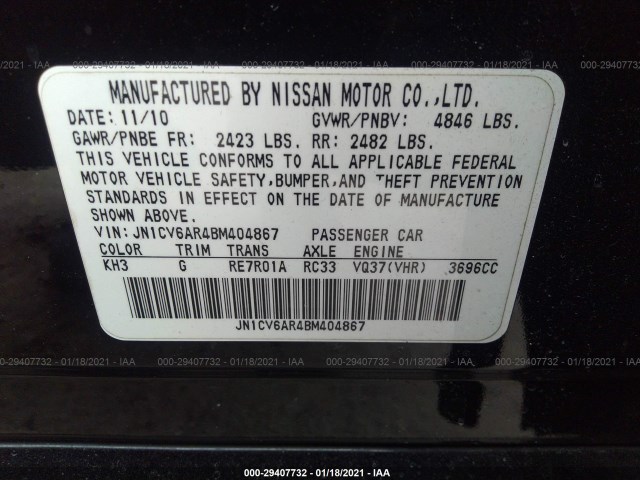 MANUFACTURED BY NISSAN MOTOR CO.,LTD.
DATE: 11/10 GVWR/PNBV: 4846 LBS.
GAWR/PNBE FR: 2423 LBS. RR: 2482 LBS.
THIS VEHICLE CONFORMS TO ALL APPLICABLE FEDERAL
MOTOR VEHICLE SAFETY,BUMPER,AND THEFT PREVENTION
STANDARDS IN EFFECT ON THE DATE OF MANUFACTURE
SHOWN ABOVE.
VIN: JN1CV6AR4BM404867 PASSENGER CAR
COLOR TRIM TRANS AXLE ENGINE
KH3 G RE7R01A RC33 VQ37(VHR) 3696CC
JN1CV6AR4BM404867
000-29407732 - 01/18/2021 - IAA